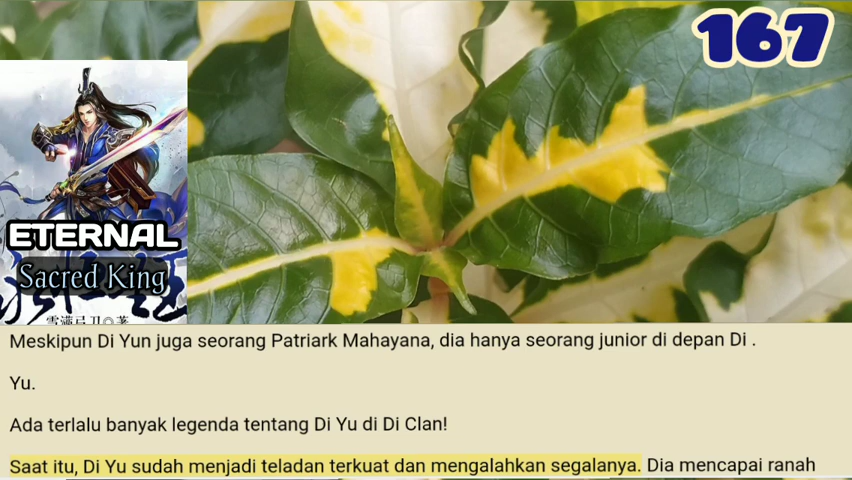 167
ETERNAL
Sacred King
Meskipun Di Yun juga seorang Patriark Mahayana, dia hanya seorang junior di depan Di .
Yu.
Ada terlalu banyak legenda tentang Di Yu di Di Clan!
Saat itu, Di Yu sudah menjadi teladan terkuat dan mengalahkan segalanya. Dia mencapai ranah